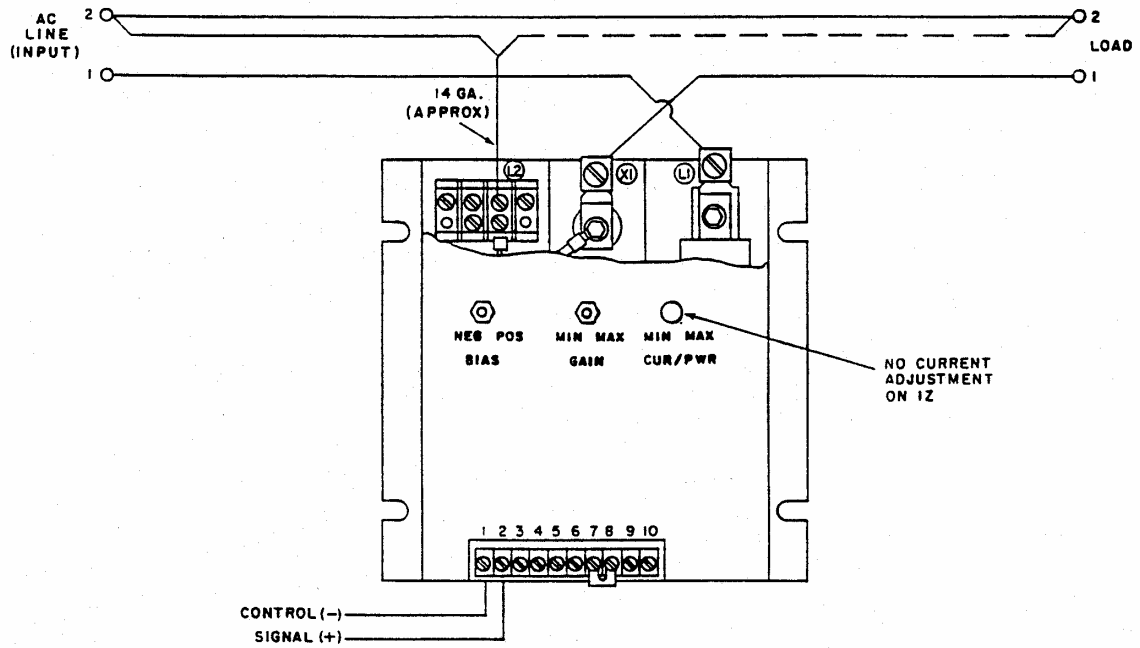 AC
LINE
(INPUT)
2
2
LOAD
1
1
14 GA.
(APPROX)
L2
X1
L1
NEG POS
BIAS
MIN MAX
GAIN
MIN MAX
CUR/PWR
NO CURRENT
ADJUSTMENT
ON 1Z
1 2 3 4 5 6 7 8 9 10
CONTROL (-)
SIGNAL (+)